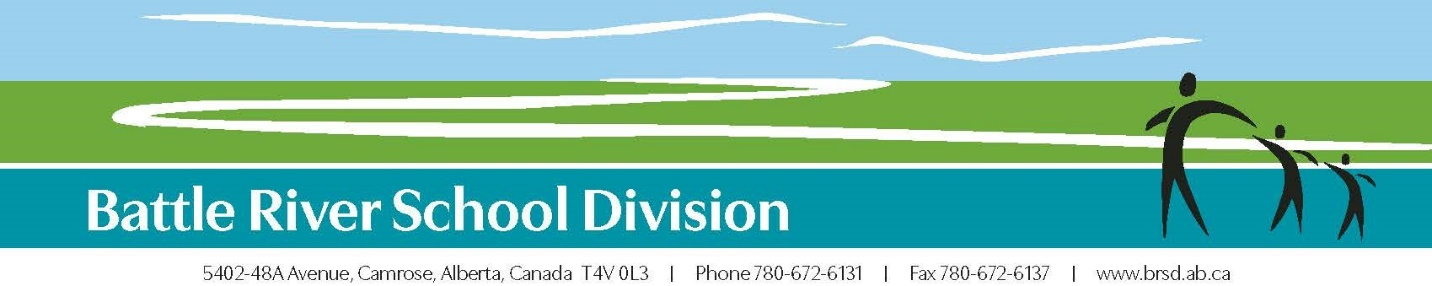 Battle River School Division
5402-48A Avenue, Camrose, Alberta, Canada T4V 0L3 | Phone 780-672-6131 | Fax 780-672-6137 | www.brsd.ab.ca